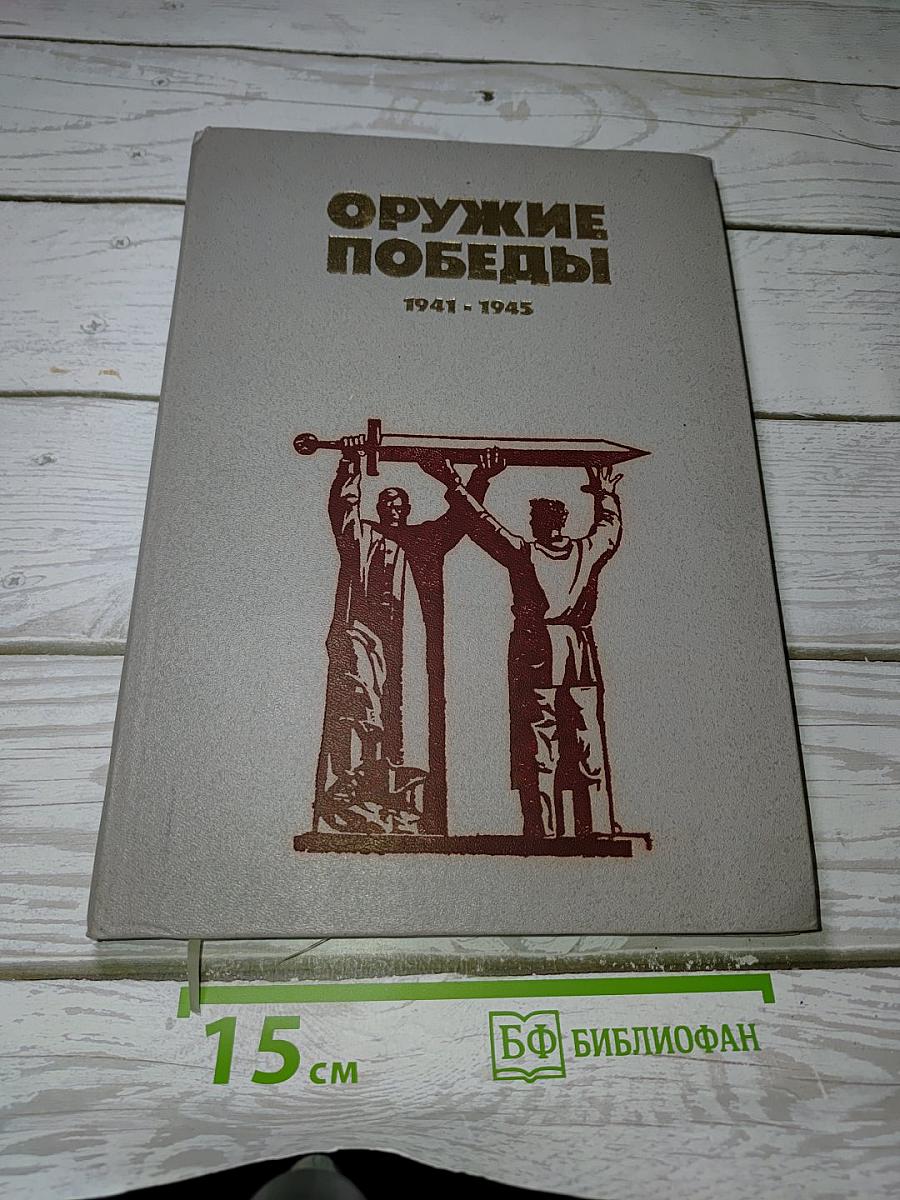 ОРУЖИЕ
ПОБЕДЫ
1941 - 1945
15 см
БФ БИБЛИОФАН